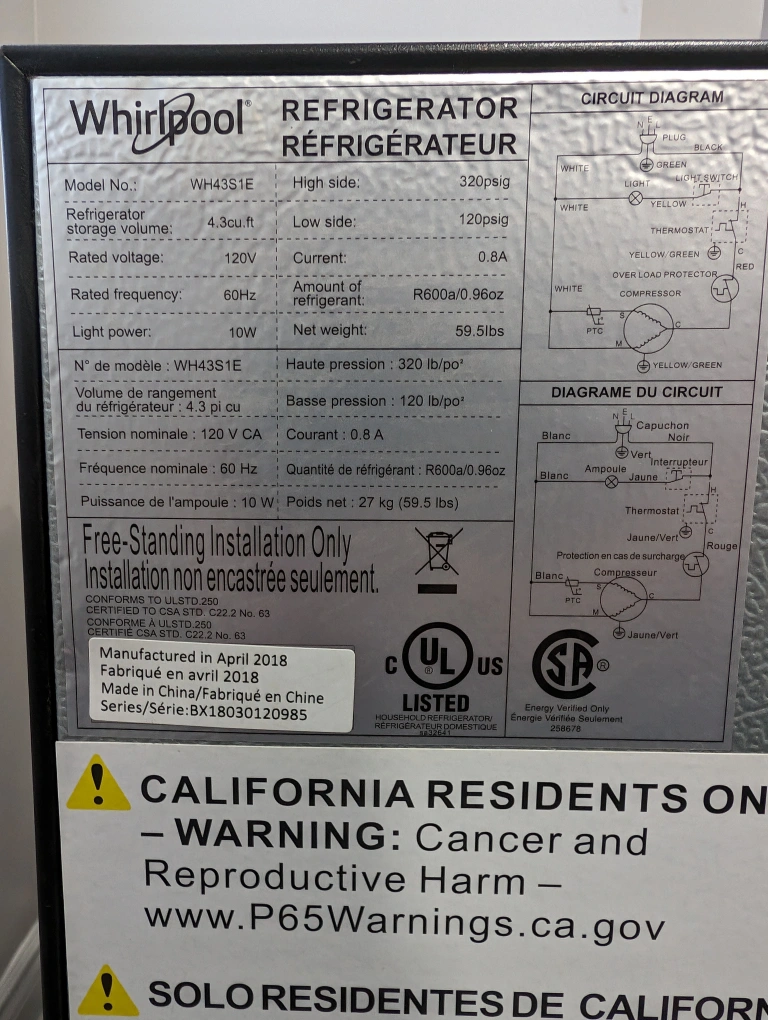 Whirlpool®
REFRIGERATOR
RÉFRIGÉRATEUR
Model No.: WH43S1E
Refrigerator
storage volume: 4.3cu.ft
Rated voltage: 120V
Rated frequency: 60Hz
Light power: 10W
High side: 320psig
Low side: 120psig
Current: 0.8A
Amount of
refrigerant: R600a/0.96oz
Net weight: 59.5lbs
N° de modèle : WH43S1E
Volume de rangement
du réfrigérateur : 4.3 pi cu
Tension nominale : 120 V CA
Fréquence nominale : 60 Hz
Puissance de l'ampoule : 10 W
Haute pression : 320 lb/po²
Basse pression : 120 lb/po²
Courant : 0.8 A
Quantité de réfrigérant : R600a/0.96oz
Poids net : 27 kg (59.5 lbs)
Free-Standing Installation Only
Installation non encastrée seulement.
CONFORMS TO ULSTD.250
CERTIFIED TO CSA STD. C22.2 No. 63
CONFORME À ULSTD.250
CERTIFIÉ CSA STD. C22.2 No. 63
Manufactured in April 2018
Fabriqué en avril 2018
Made in China/Fabriqué en Chine
Series/Série:BX18030120985
C UL® US
LISTED
HOUSEHOLD REFRIGERATOR/
RÉFRIGÉRATEUR DOMESTIQUE
CIRCUIT DIAGRAM
N E L
PLUG
BLACK
WHITE
GREEN
LIGHT
LIGHT SWITCH
WHITE
YELLOW
H
THERMOSTAT
YELLOW/GREEN
C
RED
OVER LOAD PROTECTOR
WHITE
COMPRESSOR
S
PTC
C
M
YELLOW/GREEN
DIAGRAME DU CIRCUIT
N E L
Capuchon
Blanc
Noir
Vert
Interrupteur
Ampoule
Blanc
Jaune
H
Thermostat
Jaune/Vert
C
Rouge
Protection en cas de surcharge
Blanc
Compresseur
S
PTC
C
M
Jaune/Vert
SA®
Energy Verified Only
Énergie Vérifiée Seulement
258678
CALIFORNIA RESIDENTS ON
– WARNING: Cancer and
Reproductive Harm –
www.P65Warnings.ca.gov
SOLO RESIDENTES DE CALIFORN